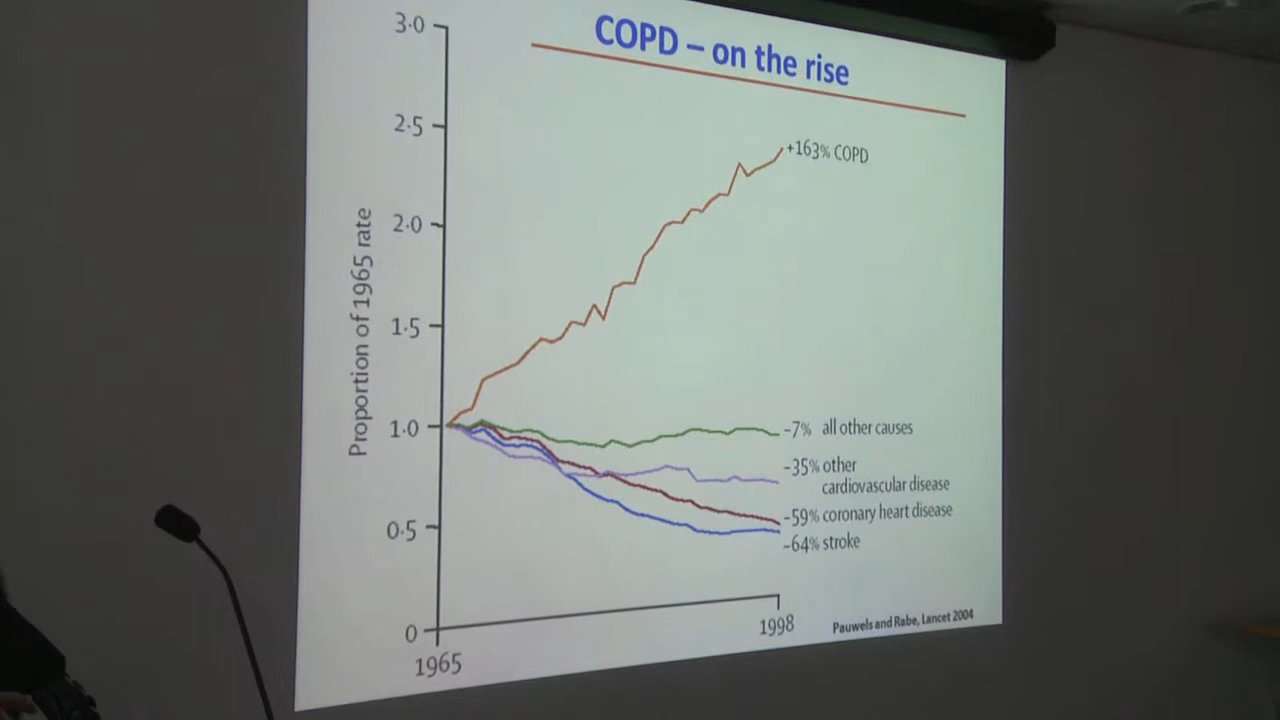 COPD – on the rise
3·0
2·5
2·0
1·5
1·0
0·5
0
Proportion of 1965 rate
1965
1998
+163% COPD
–7% all other causes
–35% other
cardiovascular disease
–59% coronary heart disease
–64% stroke
Pauwels and Rabe, Lancet 2004